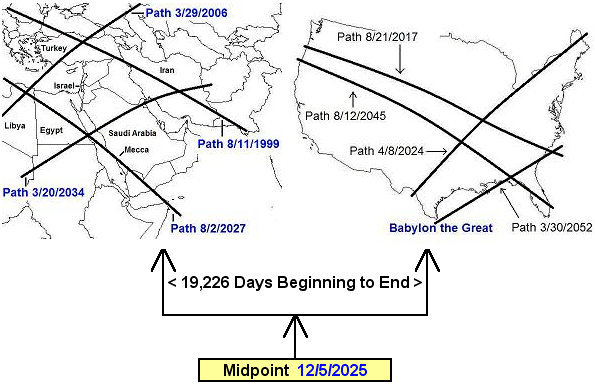 Path 3/29/2006
Turkey
Iran
Israel
Libya
Egypt
Saudi Arabia
Mecca
Path 8/11/1999
Path 3/20/2034
Path 8/2/2027
Path 8/21/2017
Path 8/12/2045
Path 4/8/2024
Babylon the Great
Path 3/30/2052
< 19,226 Days Beginning to End >
Midpoint 12/5/2025